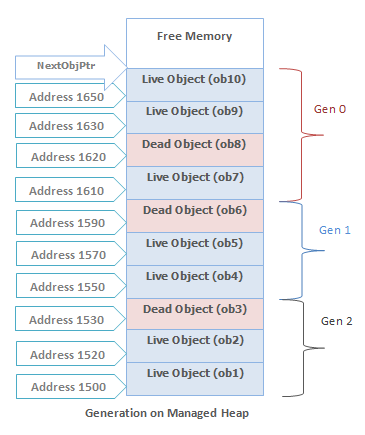 Free Memory
NextObjPtr
Live Object (ob10)
Address 1650
Live Object (ob9)
Address 1630
Gen 0
Dead Object (ob8)
Address 1620
Live Object (ob7)
Address 1610
Dead Object (ob6)
Address 1590
Gen 1
Live Object (ob5)
Address 1570
Live Object (ob4)
Address 1550
Dead Object (ob3)
Address 1530
Gen 2
Live Object (ob2)
Address 1520
Live Object (ob1)
Address 1500
Generation on Managed Heap